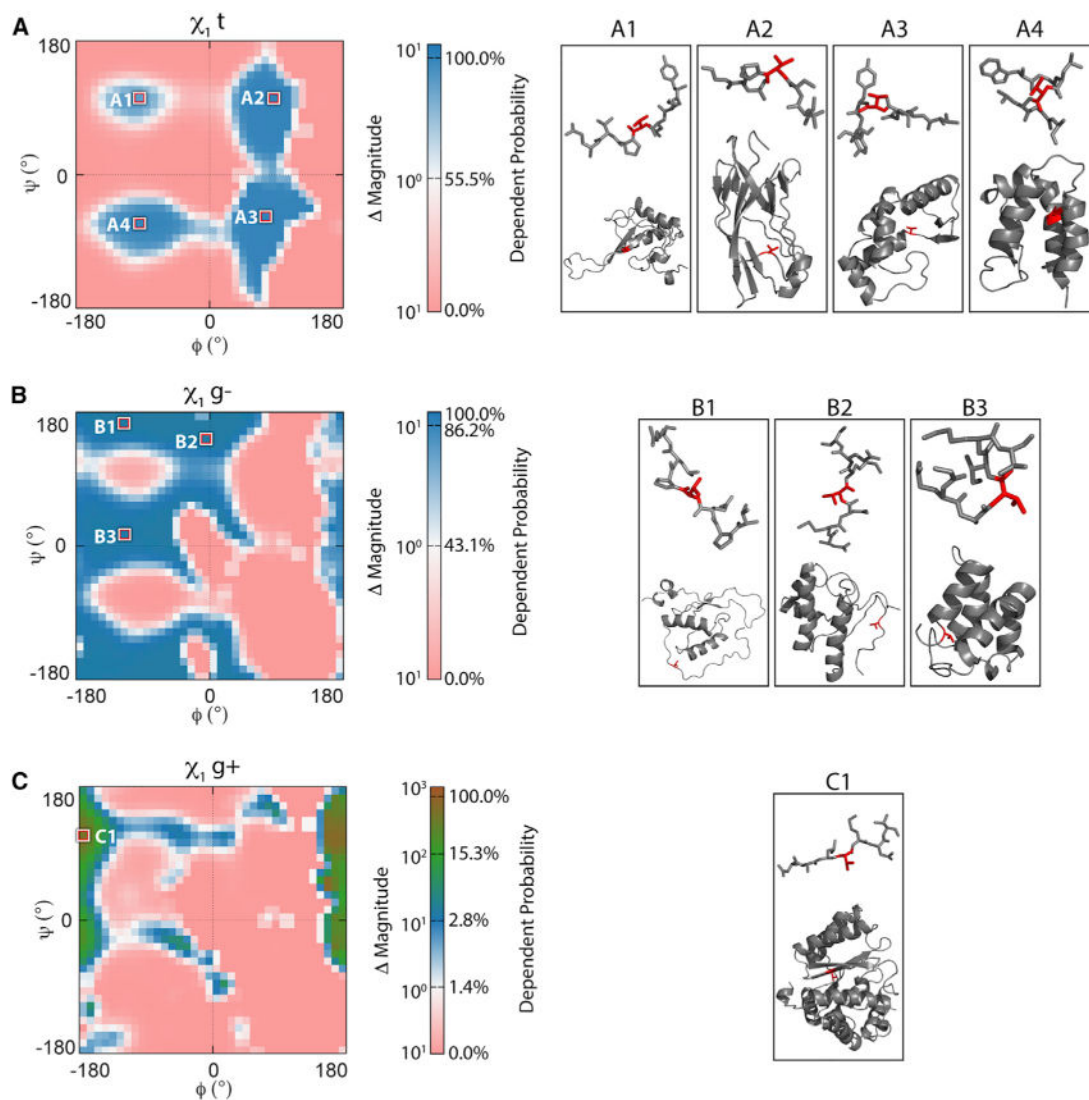 A
χ₁ t
180
0
-180
-180
0
180
ψ (°)
ϕ (°)
A1
A2
A3
A4
10¹
10⁰
10¹
Δ Magnitude
100.0%
55.5%
0.0%
Dependent Probability
A1
A2
A3
A4
B
χ₁ g-
180
0
-180
-180
0
180
ψ (°)
ϕ (°)
B1
B2
B3
10¹
10⁰
10¹
Δ Magnitude
100.0%
86.2%
43.1%
0.0%
Dependent Probability
B1
B2
B3
C
χ₁ g+
180
0
-180
-180
0
180
ψ (°)
ϕ (°)
C1
10³
10²
10¹
10⁰
10¹
Δ Magnitude
100.0%
15.3%
2.8%
1.4%
0.0%
Dependent Probability
C1